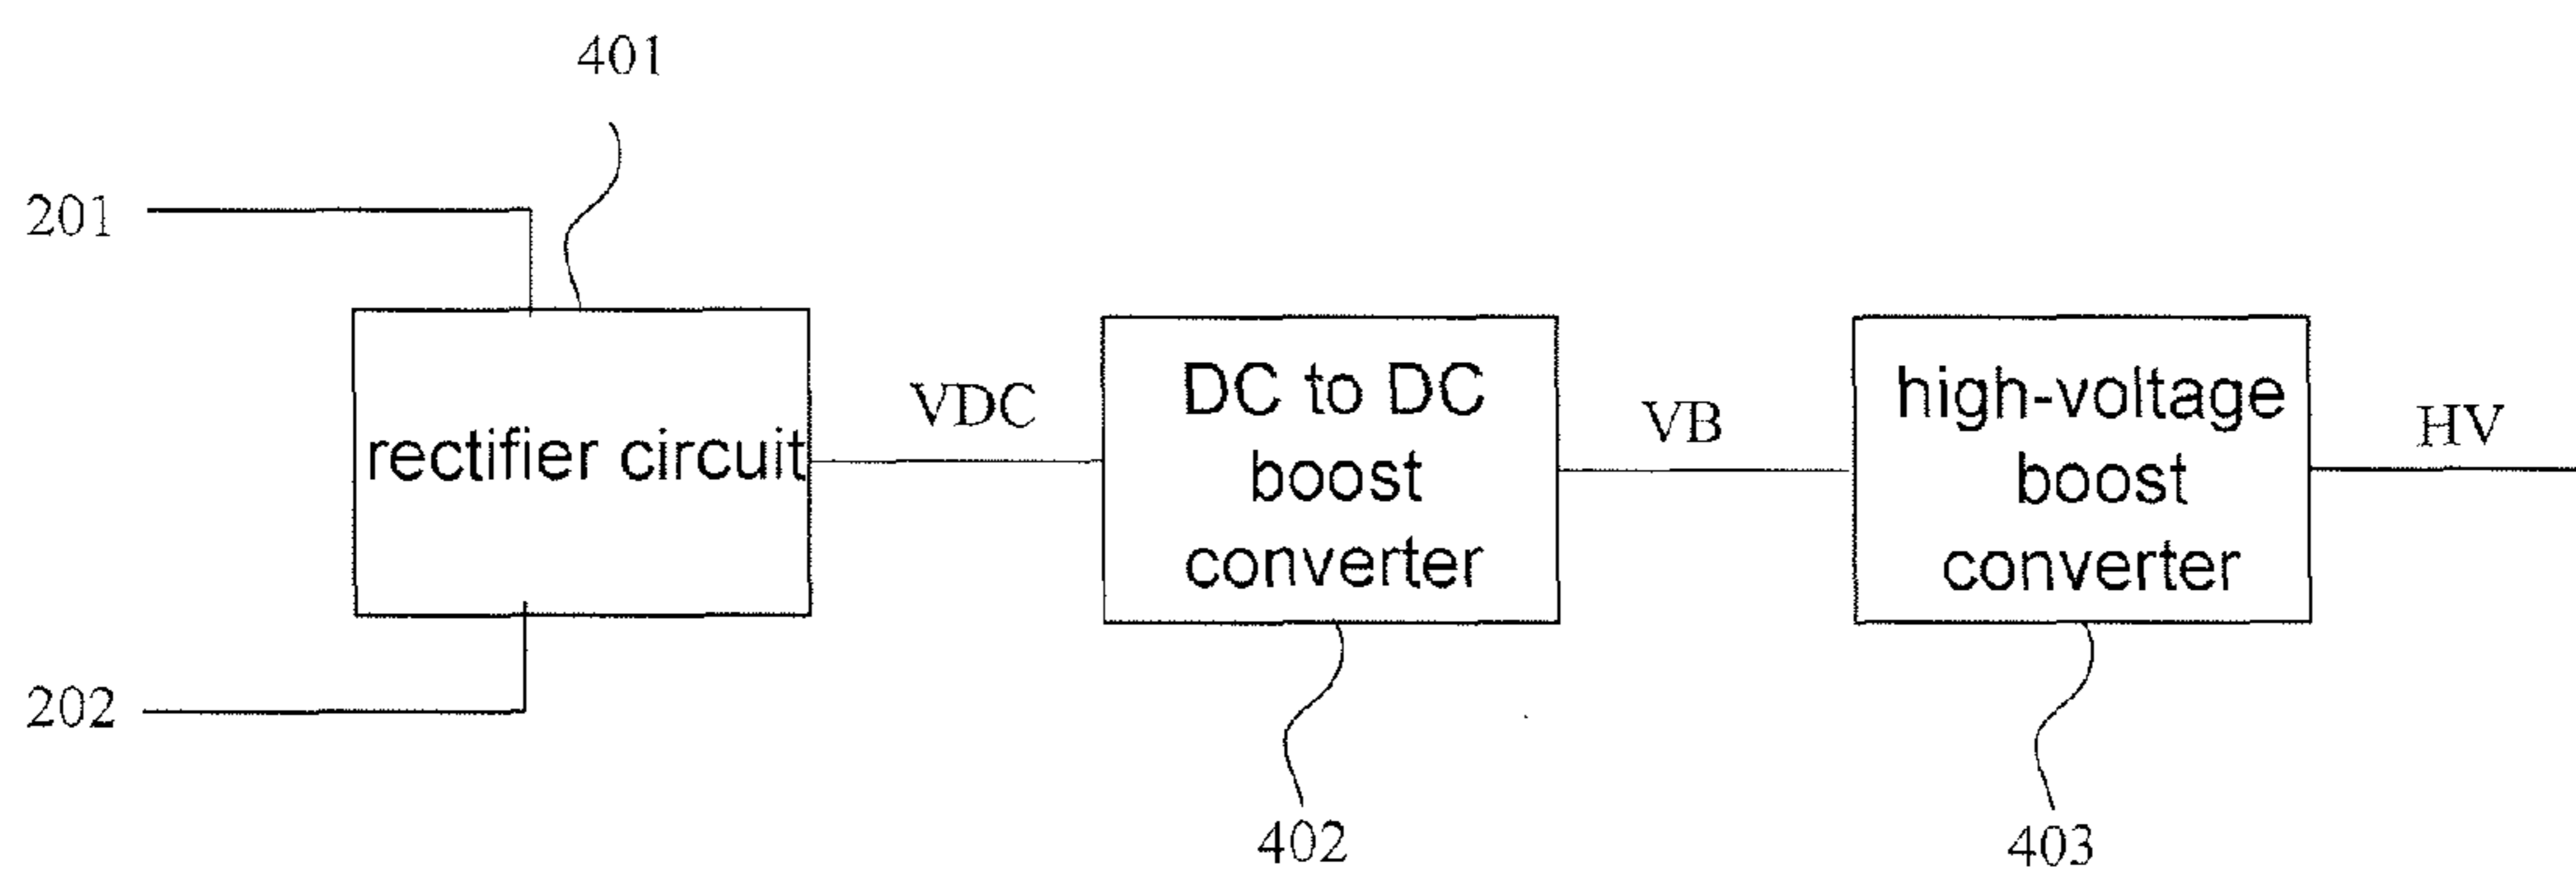 401
201
rectifier circuit
VDC
DC to DC
boost
converter
VB
high-voltage
boost
converter
HV
202
402
403